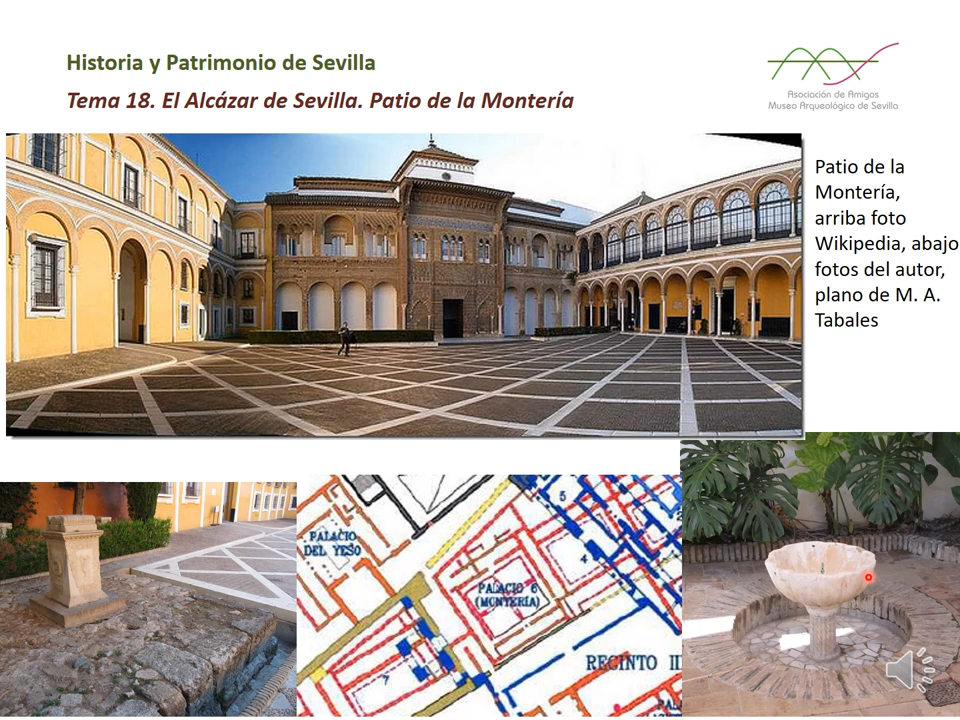 Historia y Patrimonio de Sevilla
Tema 18. El Alcázar de Sevilla. Patio de la Montería
Asociación de Amigos
Museo Arqueológico de Sevilla
Patio de la
Montería,
arriba foto
Wikipedia, abajo
fotos del autor,
plano de M. A.
Tabales
PALACIO
DEL YESO
5
4
PALACIO 6
(MONTERÍA)
7
RECINTO II